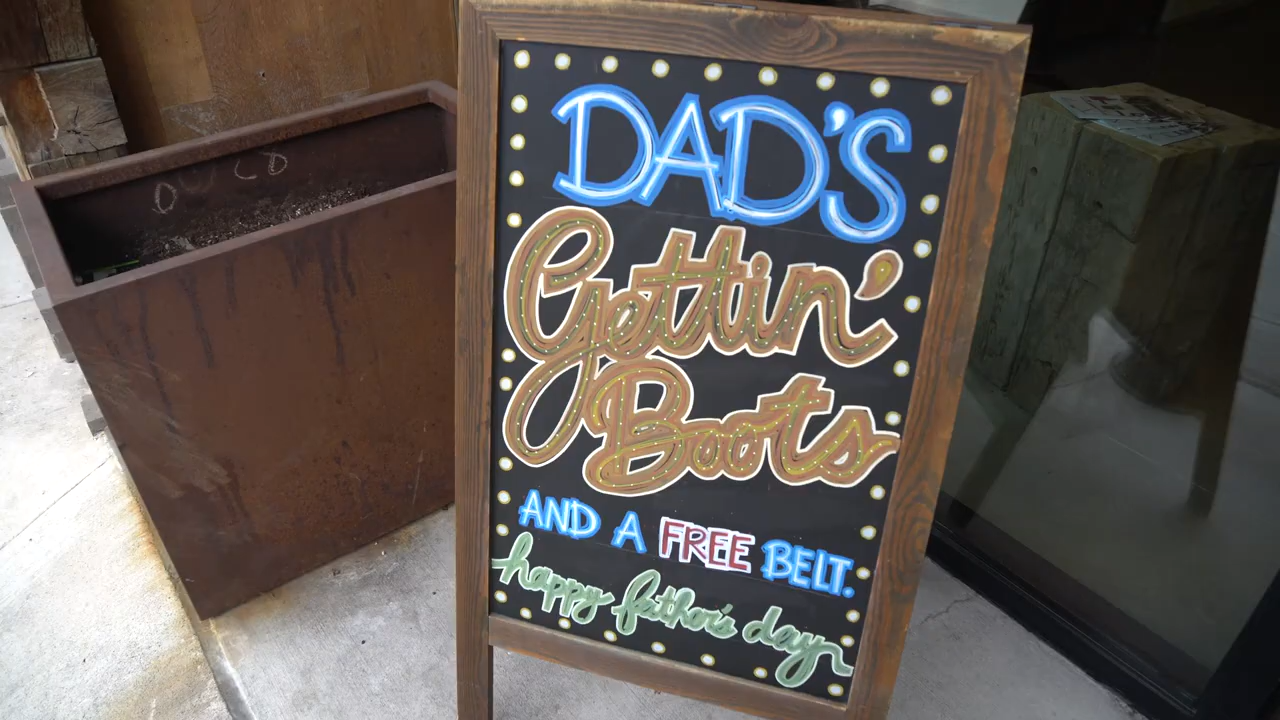 DAD'S
Gettin'
Boots
AND A FREE BELT.
happy father's day